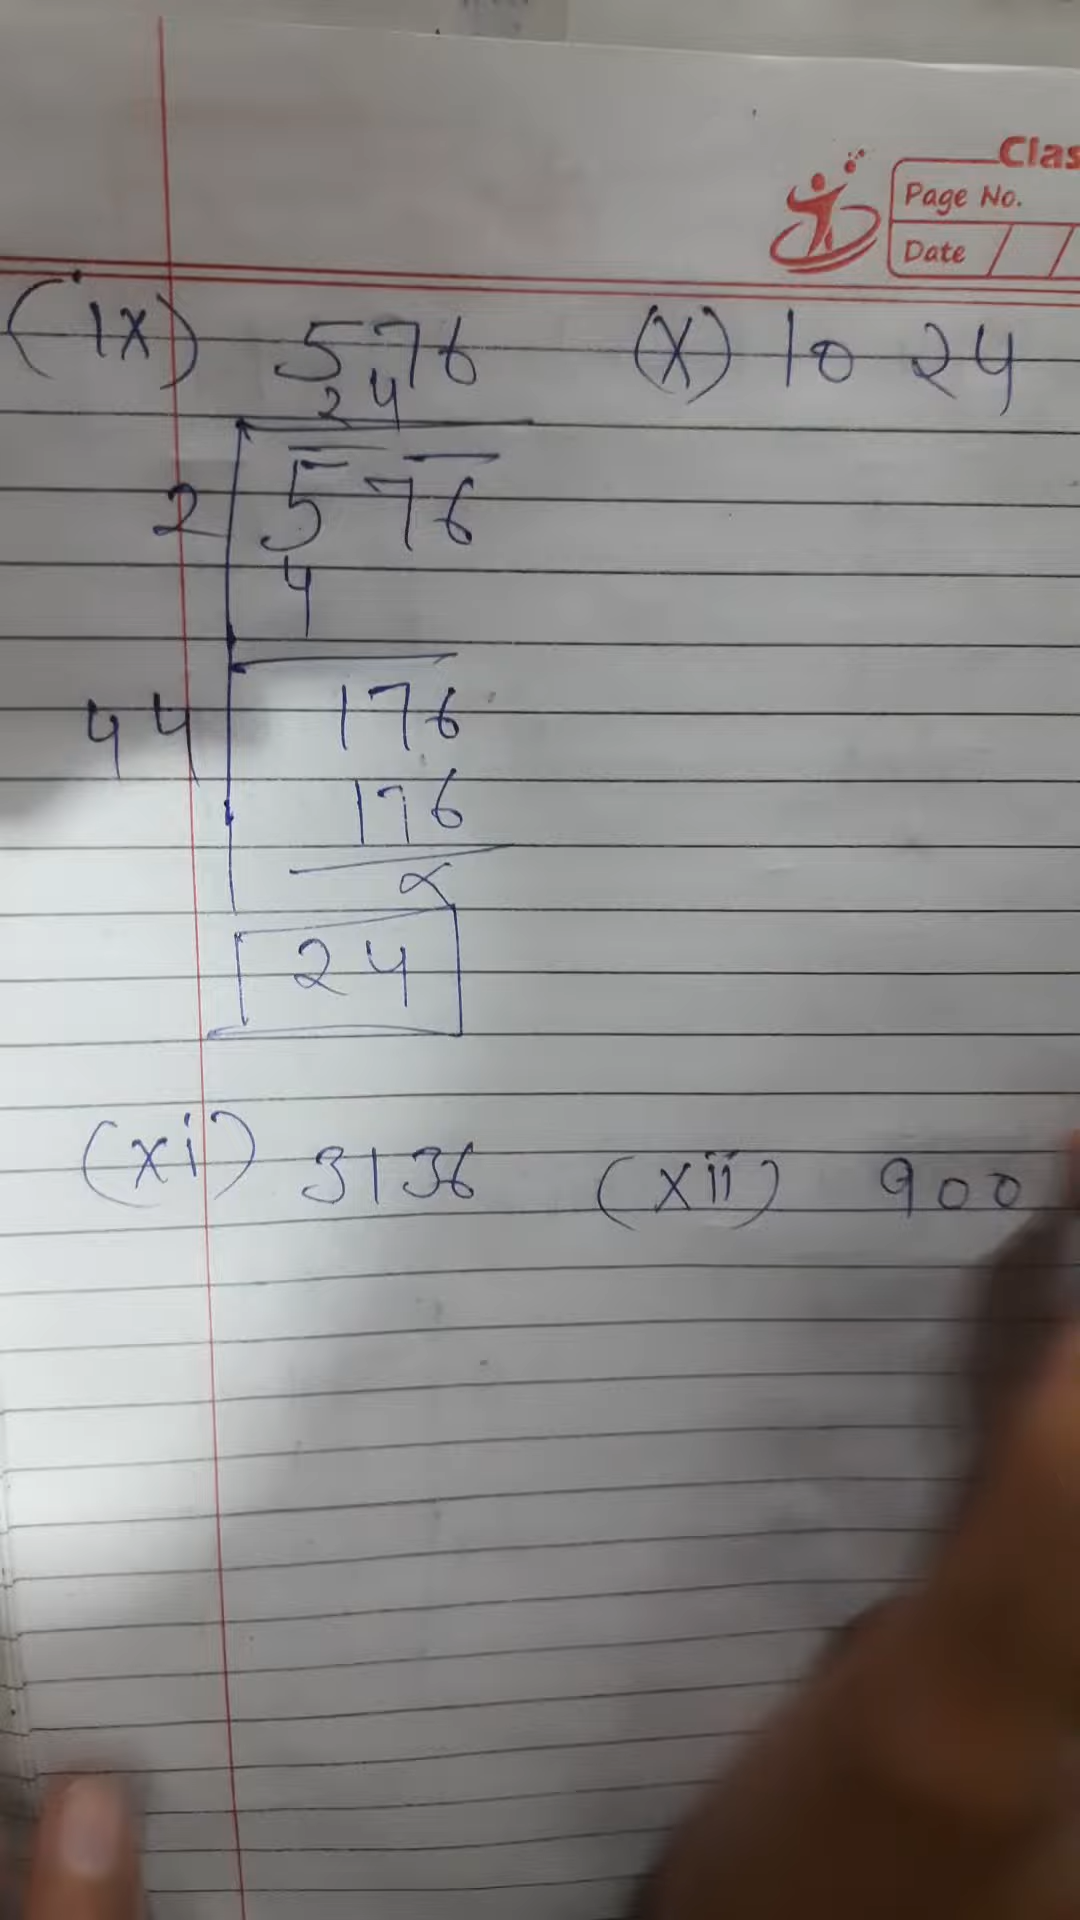 Clas
Page No.
Date / /
(ix) 576 (x) 1024
24
2 576
4
44 176
176
x
24
(xi) 3136 (xii) 900